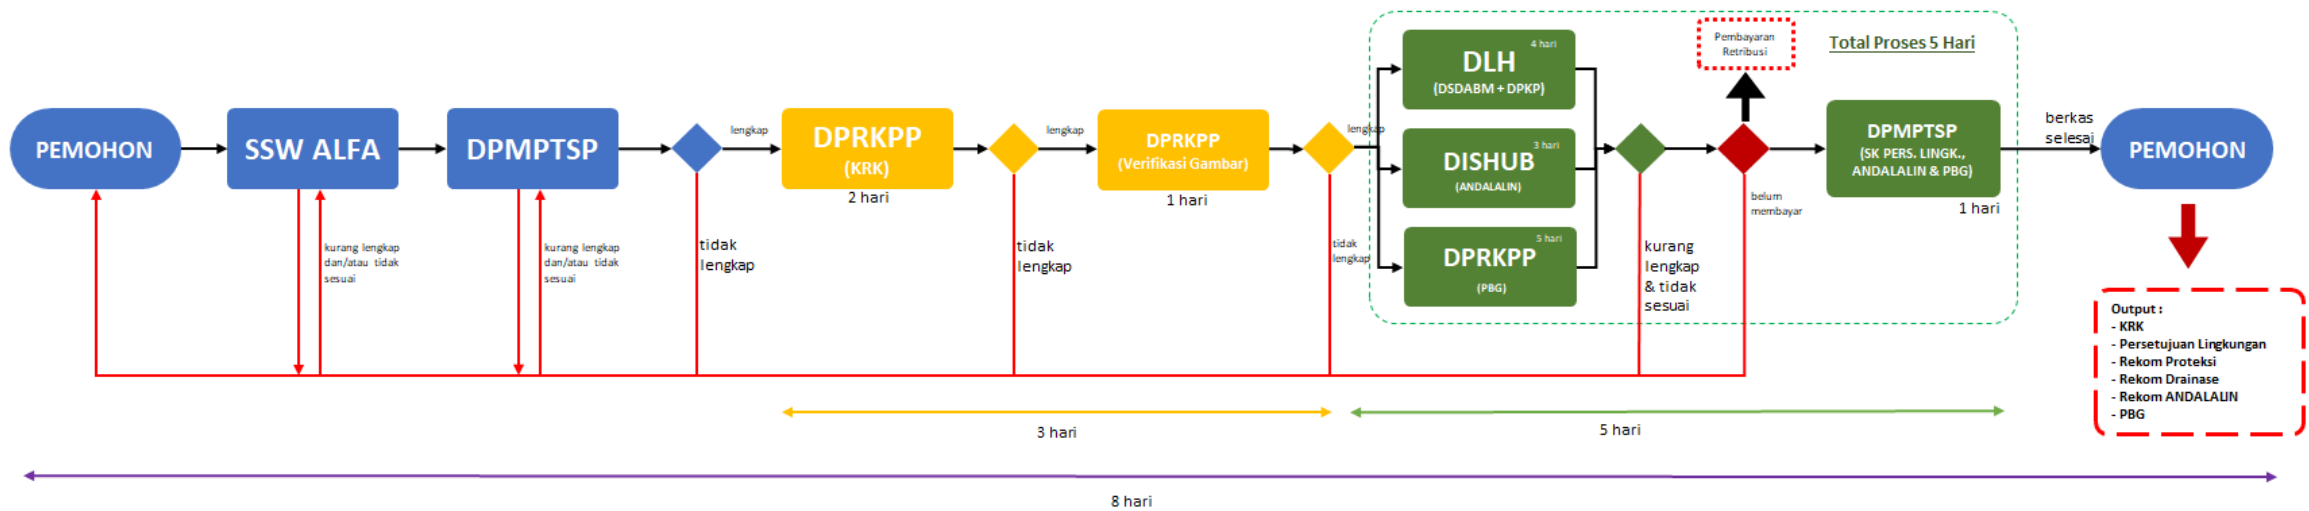 PEMOHON
SSW ALFA
kurang lengkap
dan/atau tidak
sesuai
DPMPTSP
kurang lengkap
dan/atau tidak
sesuai
lengkap
tidak
lengkap
DPRKPP
(KRK)
2 hari
lengkap
tidak
lengkap
DPRKPP
(Verifikasi Gambar)
1 hari
lengkap
tidak
lengkap
4 hari
DLH
(DSDABM + DPKP)
3 hari
DISHUB
(ANDALALIN)
5 hari
DPRKPP
(PBG)
kurang
lengkap
& tidak
sesuai
Pembayaran
Retribusi
belum
membayar
Total Proses 5 Hari
DPMPTSP
(SK PERS. LINGK.,
ANDALALIN & PBG)
1 hari
berkas
selesai
PEMOHON
Output :
- KRK
- Persetujuan Lingkungan
- Rekom Proteksi
- Rekom Drainase
- Rekom ANDALALIN
- PBG
3 hari
5 hari
8 hari